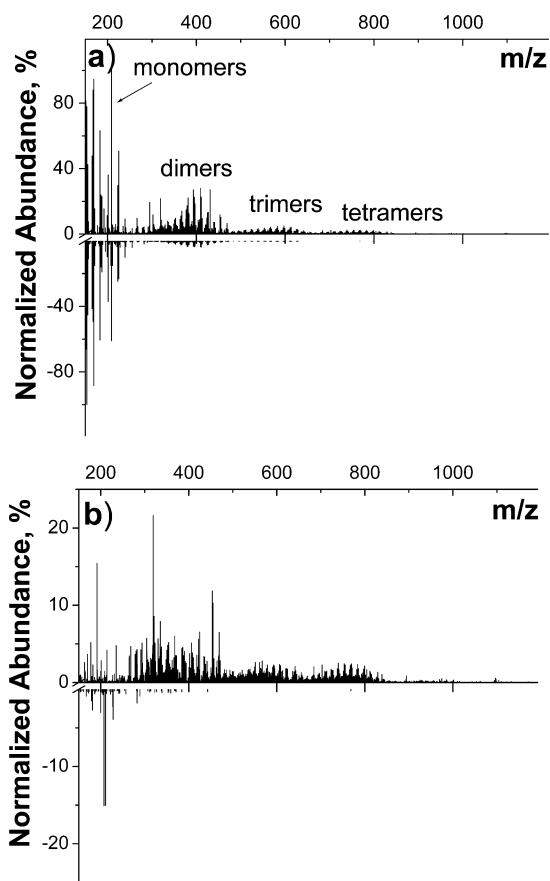 200 400 600 800 1000
a)
m/z
monomers
80
dimers
40
trimers
tetramers
0
-40
-80
Normalized Abundance, %
200 400 600 800 1000
b)
m/z
20
10
0
-10
-20
Normalized Abundance, %